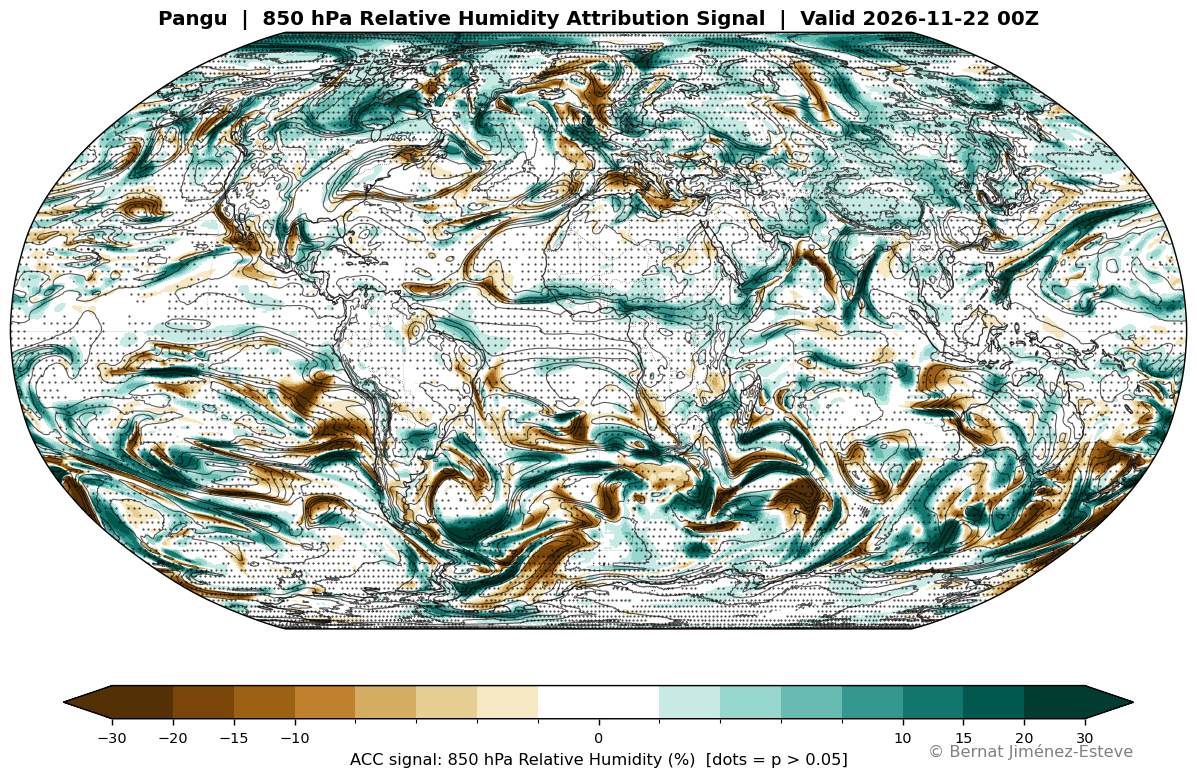 Pangu | 850 hPa Relative Humidity Attribution Signal | Valid 2026-11-22 00Z
−30 −20 −15 −10 0 10 15 20 30
ACC signal: 850 hPa Relative Humidity (%) [dots = p > 0.05]
© Bernat Jiménez-Esteve